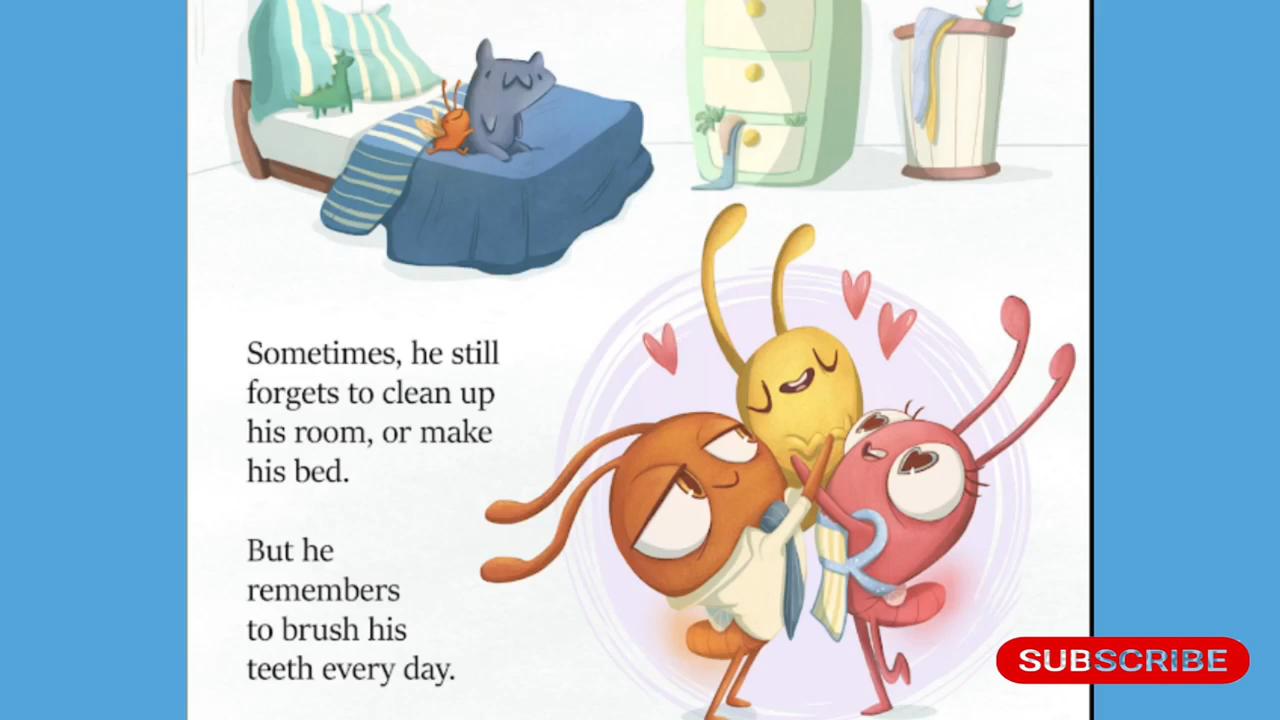 Sometimes, he still
forgets to clean up
his room, or make
his bed.
But he
remembers
to brush his
teeth every day.
SUBSCRIBE